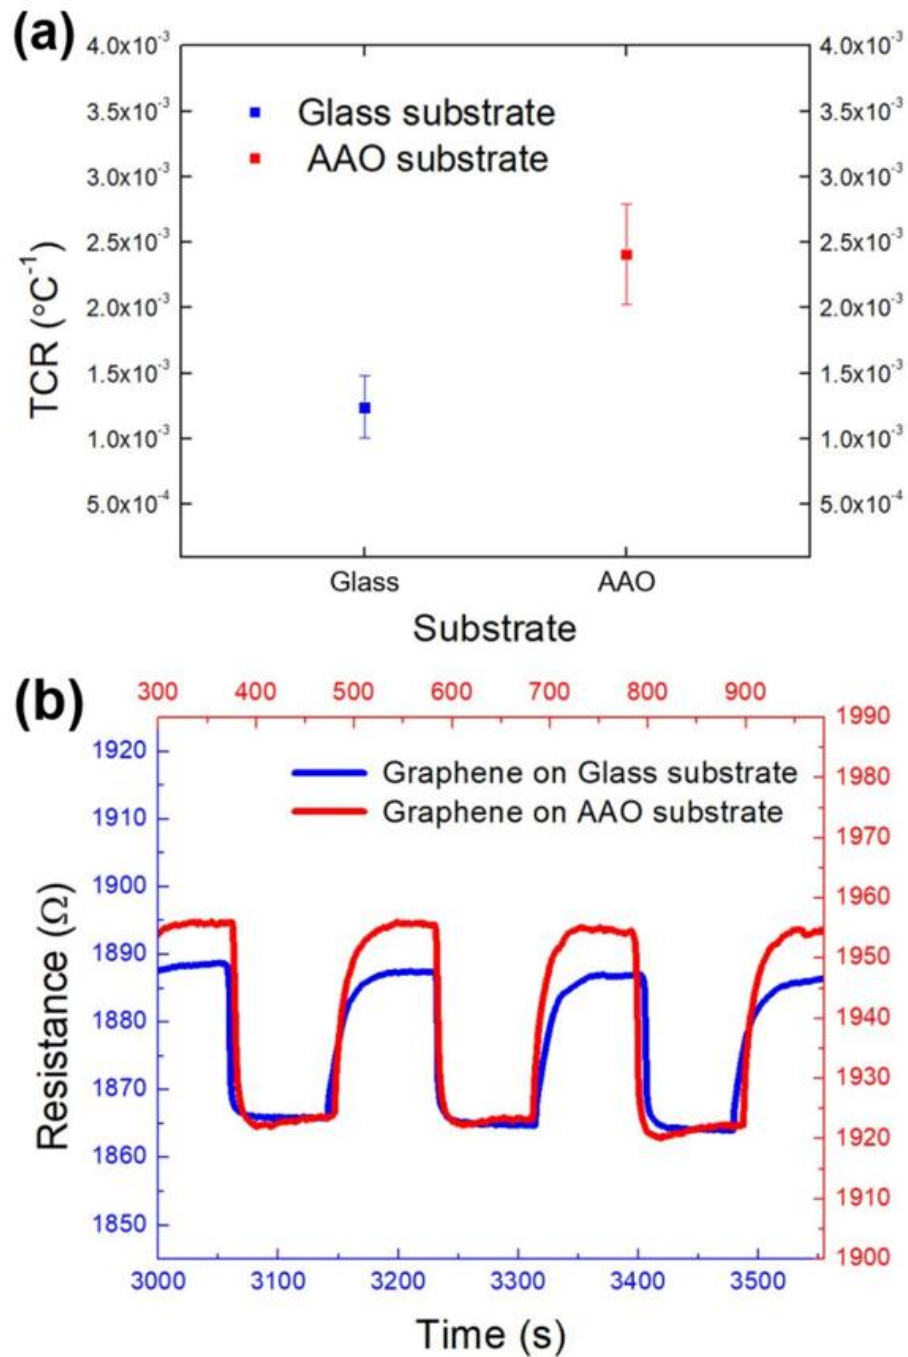 (a)
4.0x10⁻³ 4.0x10⁻³
3.5x10⁻³ 3.5x10⁻³
3.0x10⁻³ 3.0x10⁻³
2.5x10⁻³ 2.5x10⁻³
2.0x10⁻³ 2.0x10⁻³
1.5x10⁻³ 1.5x10⁻³
1.0x10⁻³ 1.0x10⁻³
5.0x10⁻⁴ 5.0x10⁻⁴
TCR (°C⁻¹)
Glass substrate
AAO substrate
Glass AAO
Substrate
(b)
300 400 500 600 700 800 900
Graphene on Glass substrate
Graphene on AAO substrate
Resistance (Ω)
1920
1910
1900
1890
1880
1870
1860
1850
1990
1980
1970
1960
1950
1940
1930
1920
1910
1900
3000 3100 3200 3300 3400 3500
Time (s)